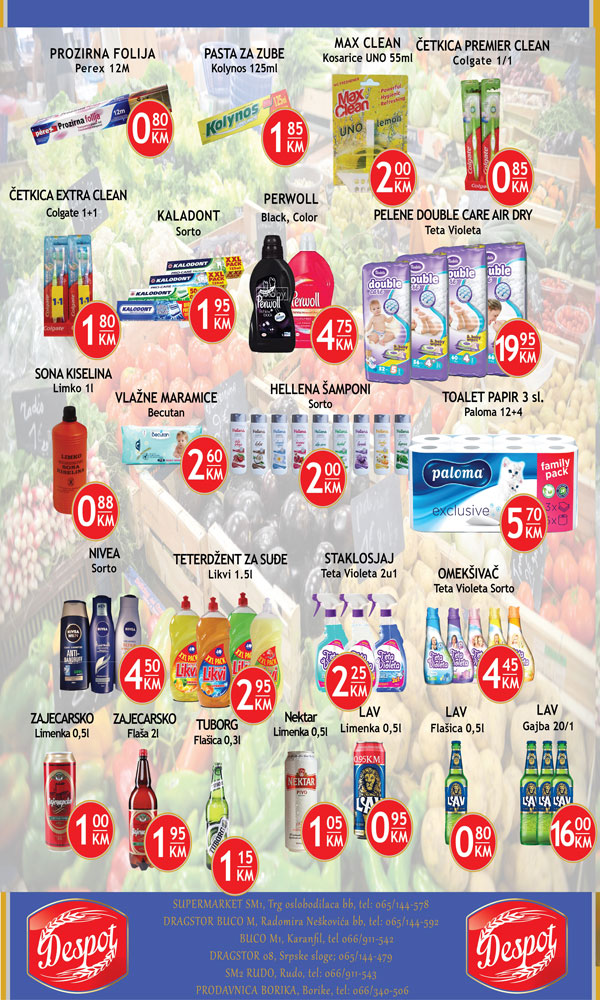 PROZIRNA FOLIJA
Perex 12M
0 80 KM
PASTA ZA ZUBE
Kolynos 125ml
1 85 KM
MAX CLEAN
Kosarice UNO 55ml
2 00 KM
ČETKICA PREMIER CLEAN
Colgate 1/1
0 85 KM
ČETKICA EXTRA CLEAN
Colgate 1+1
1 80 KM
KALADONT
Sorto
1 95 KM
PERWOLL
Black, Color
4 75 KM
PELENE DOUBLE CARE AIR DRY
Teta Violeta
19 95 KM
SONA KISELINA
Limko 1l
0 88 KM
VLAŽNE MARAMICE
Becutan
2 60 KM
HELLENA ŠAMPONI
Sorto
2 00 KM
TOALET PAPIR 3 sl.
Paloma 12+4
paloma
exclusive
family pack
5 70 KM
NIVEA
Sorto
4 50 KM
TETERDŽENT ZA SUĐE
Likvi 1.5l
2 95 KM
STAKLOSJAJ
Teta Violeta 2u1
2 25 KM
OMEKŠIVAČ
Teta Violeta Sorto
4 45 KM
ZAJECARSKO
Limenka 0,5l
1 00 KM
ZAJECARSKO
Flaša 2l
1 95 KM
TUBORG
Flašica 0,3l
1 15 KM
Nektar
Limenka 0,5l
1 05 KM
LAV
Limenka 0,5l
0,95KM
0 95 KM
LAV
Flašica 0,5l
0 80 KM
LAV
Gajba 20/1
16 00 KM
Despot
SUPERMARKET SM1, Trg oslobodilaca bb, tel: 065/144-578
DRAGSTOR BUCO M, Radomira Neškovića bb, tel: 065/144-592
BUCO M1, Karanfil, tel 066/911-542
DRAGSTOR 08, Srpske sloge; 065/144-479
SM2 RUDO, Rudo, tel: 066/911-543
PRODAVNICA BORIKA, Borike, tel: 066/340-506
Despot